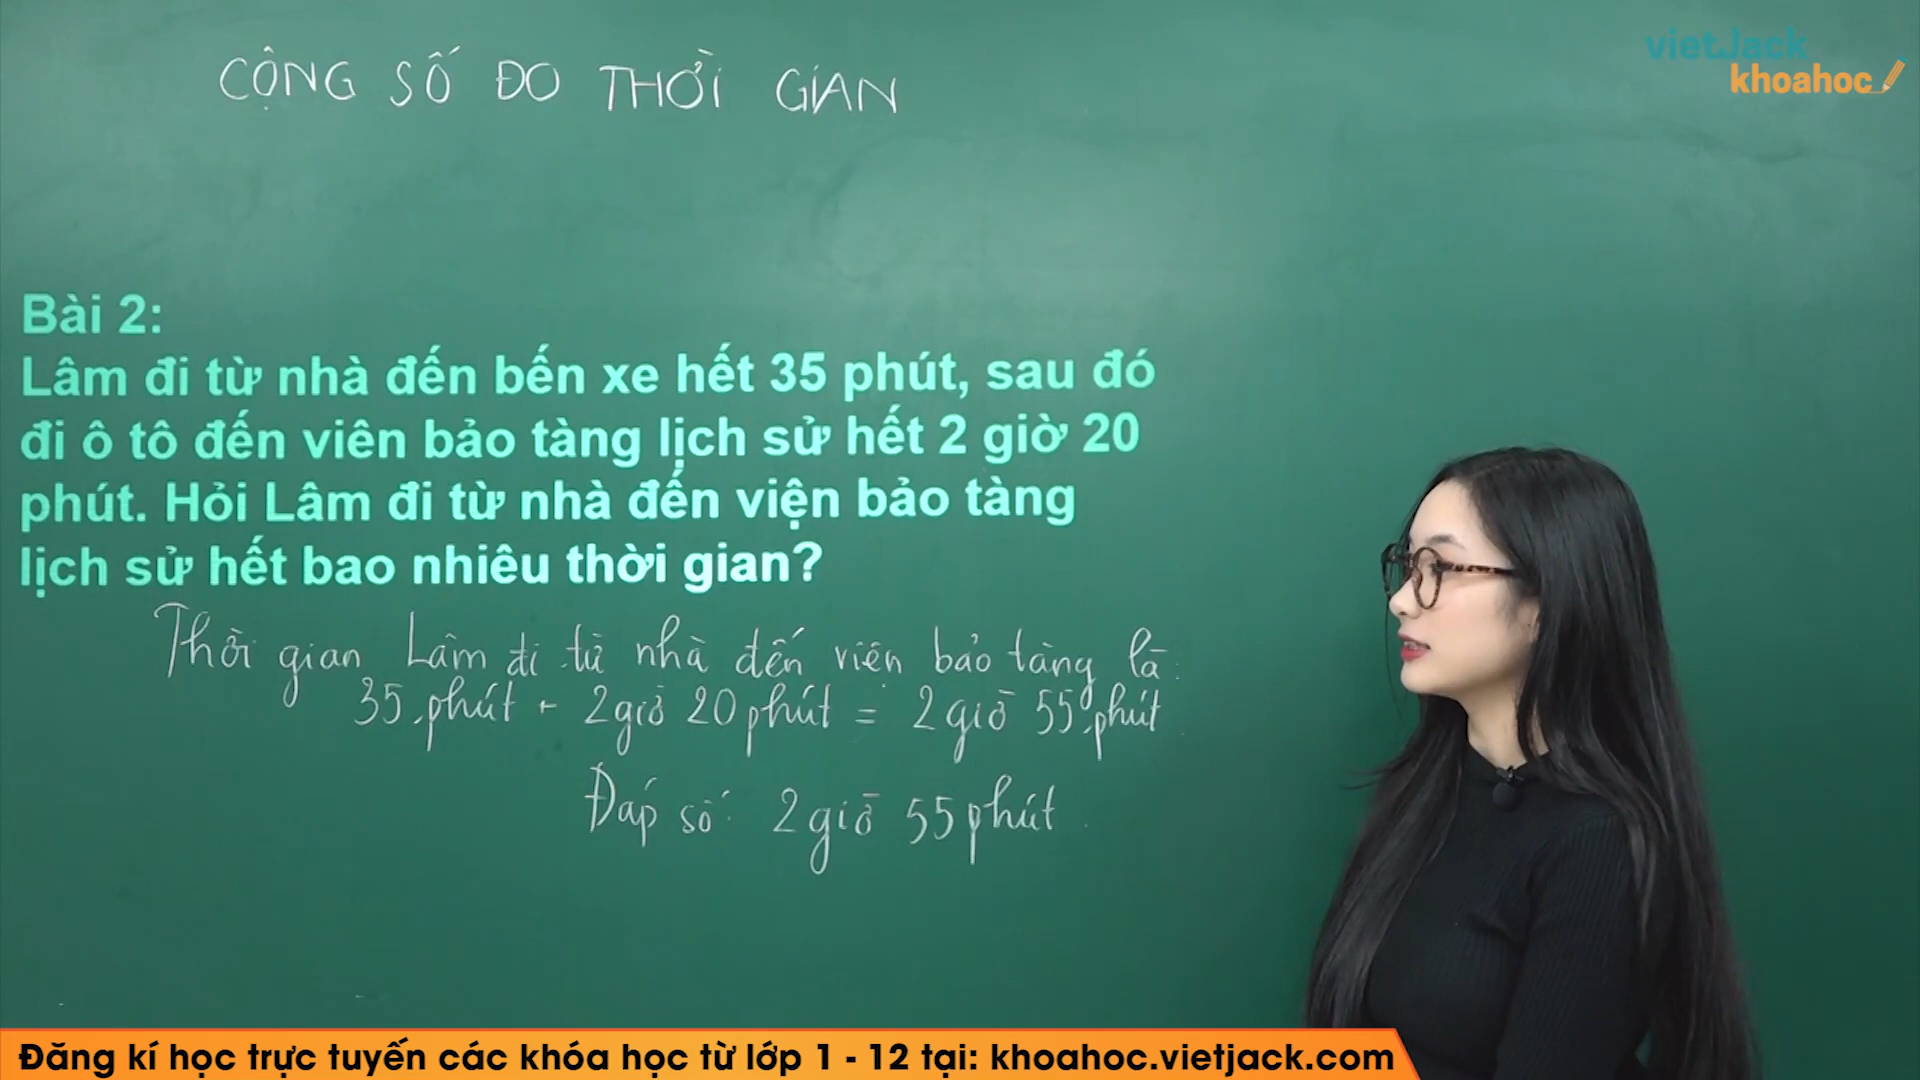 CỘNG SỐ ĐO THỜI GIAN
vietJack
khoahoc
Bài 2:
Lâm đi từ nhà đến bến xe hết 35 phút, sau đó
đi ô tô đến viên bảo tàng lịch sử hết 2 giờ 20
phút. Hỏi Lâm đi từ nhà đến viện bảo tàng
lịch sử hết bao nhiêu thời gian?
Thời gian Lâm đi từ nhà đến viện bảo tàng là:
35 phút + 2 giờ 20 phút = 2 giờ 55 phút
Đáp số: 2 giờ 55 phút.
Đăng kí học trực tuyến các khóa học từ lớp 1 - 12 tại: khoahoc.vietjack.com